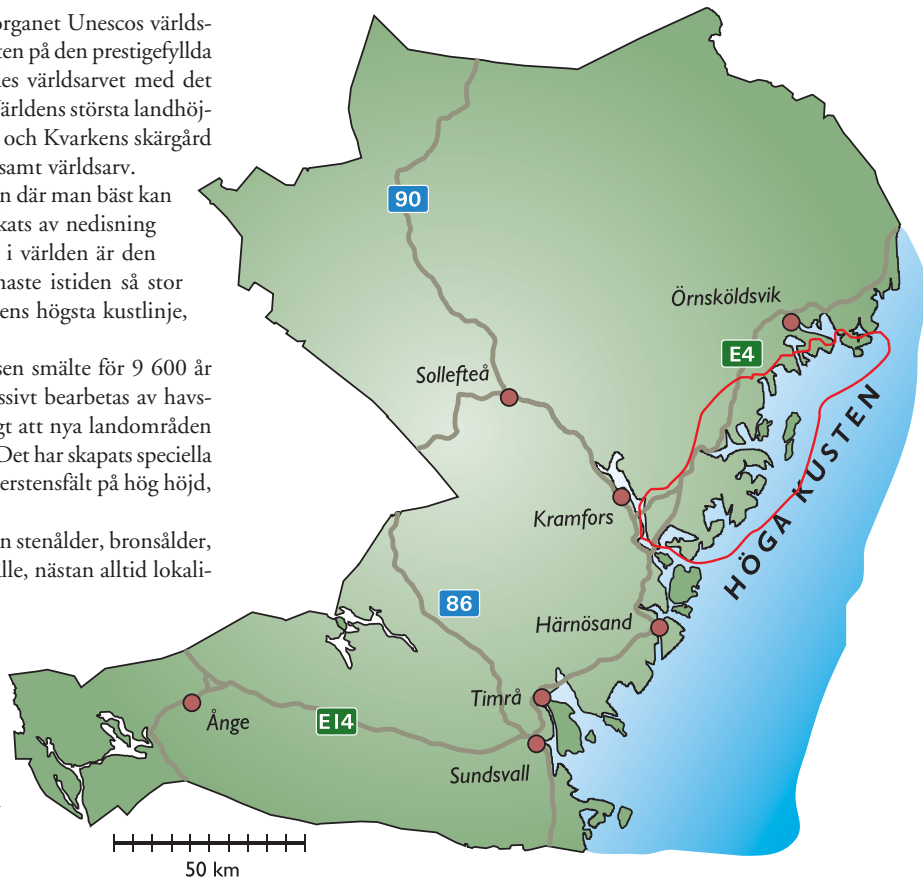 organet Unescos världs-
ten på den prestigefyllda
es världsarvet med det
Världens största landhöj-
och Kvarkens skärgård
samt världsarv.
n där man bäst kan
kats av nedisning
i världen är den
naste istiden så stor
ens högsta kustlinje,
sen smälte för 9 600 år
ssivt bearbetas av havs-
gt att nya landområden
Det har skapats speciella
erstensfält på hög höjd,
n stenålder, bronsålder,
alle, nästan alltid lokali-
90
Örnsköldsvik
E4
Sollefteå
Kramfors
HÖGA KUSTEN
86
Härnösand
Timrå
Ånge
E14
Sundsvall
50 km